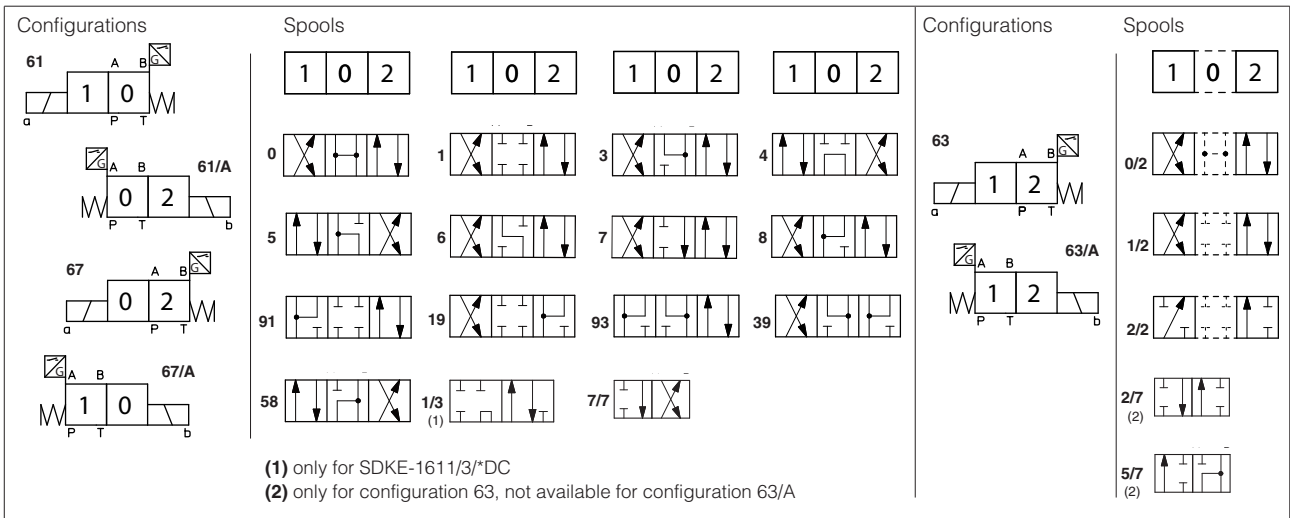 Configurations
61
A B
G
1 0
a
P T
G
A B
61/A
0 2
P T
b
67
A B
G
0 2
a
P T
G
A B
67/A
1 0
P T
b
Spools
1 0 2
1 0 2
1 0 2
1 0 2
0
1
3
4
5
6
7
8
91
19
93
39
58
1/3
(1)
7/7
(1) only for SDKE-1611/3/*DC
(2) only for configuration 63, not available for configuration 63/A
Configurations
63
A B
G
1 2
a
P T
63/A
G
A B
1 2
P T
b
Spools
1 0 2
0/2
1/2
2/2
2/7
(2)
5/7
(2)